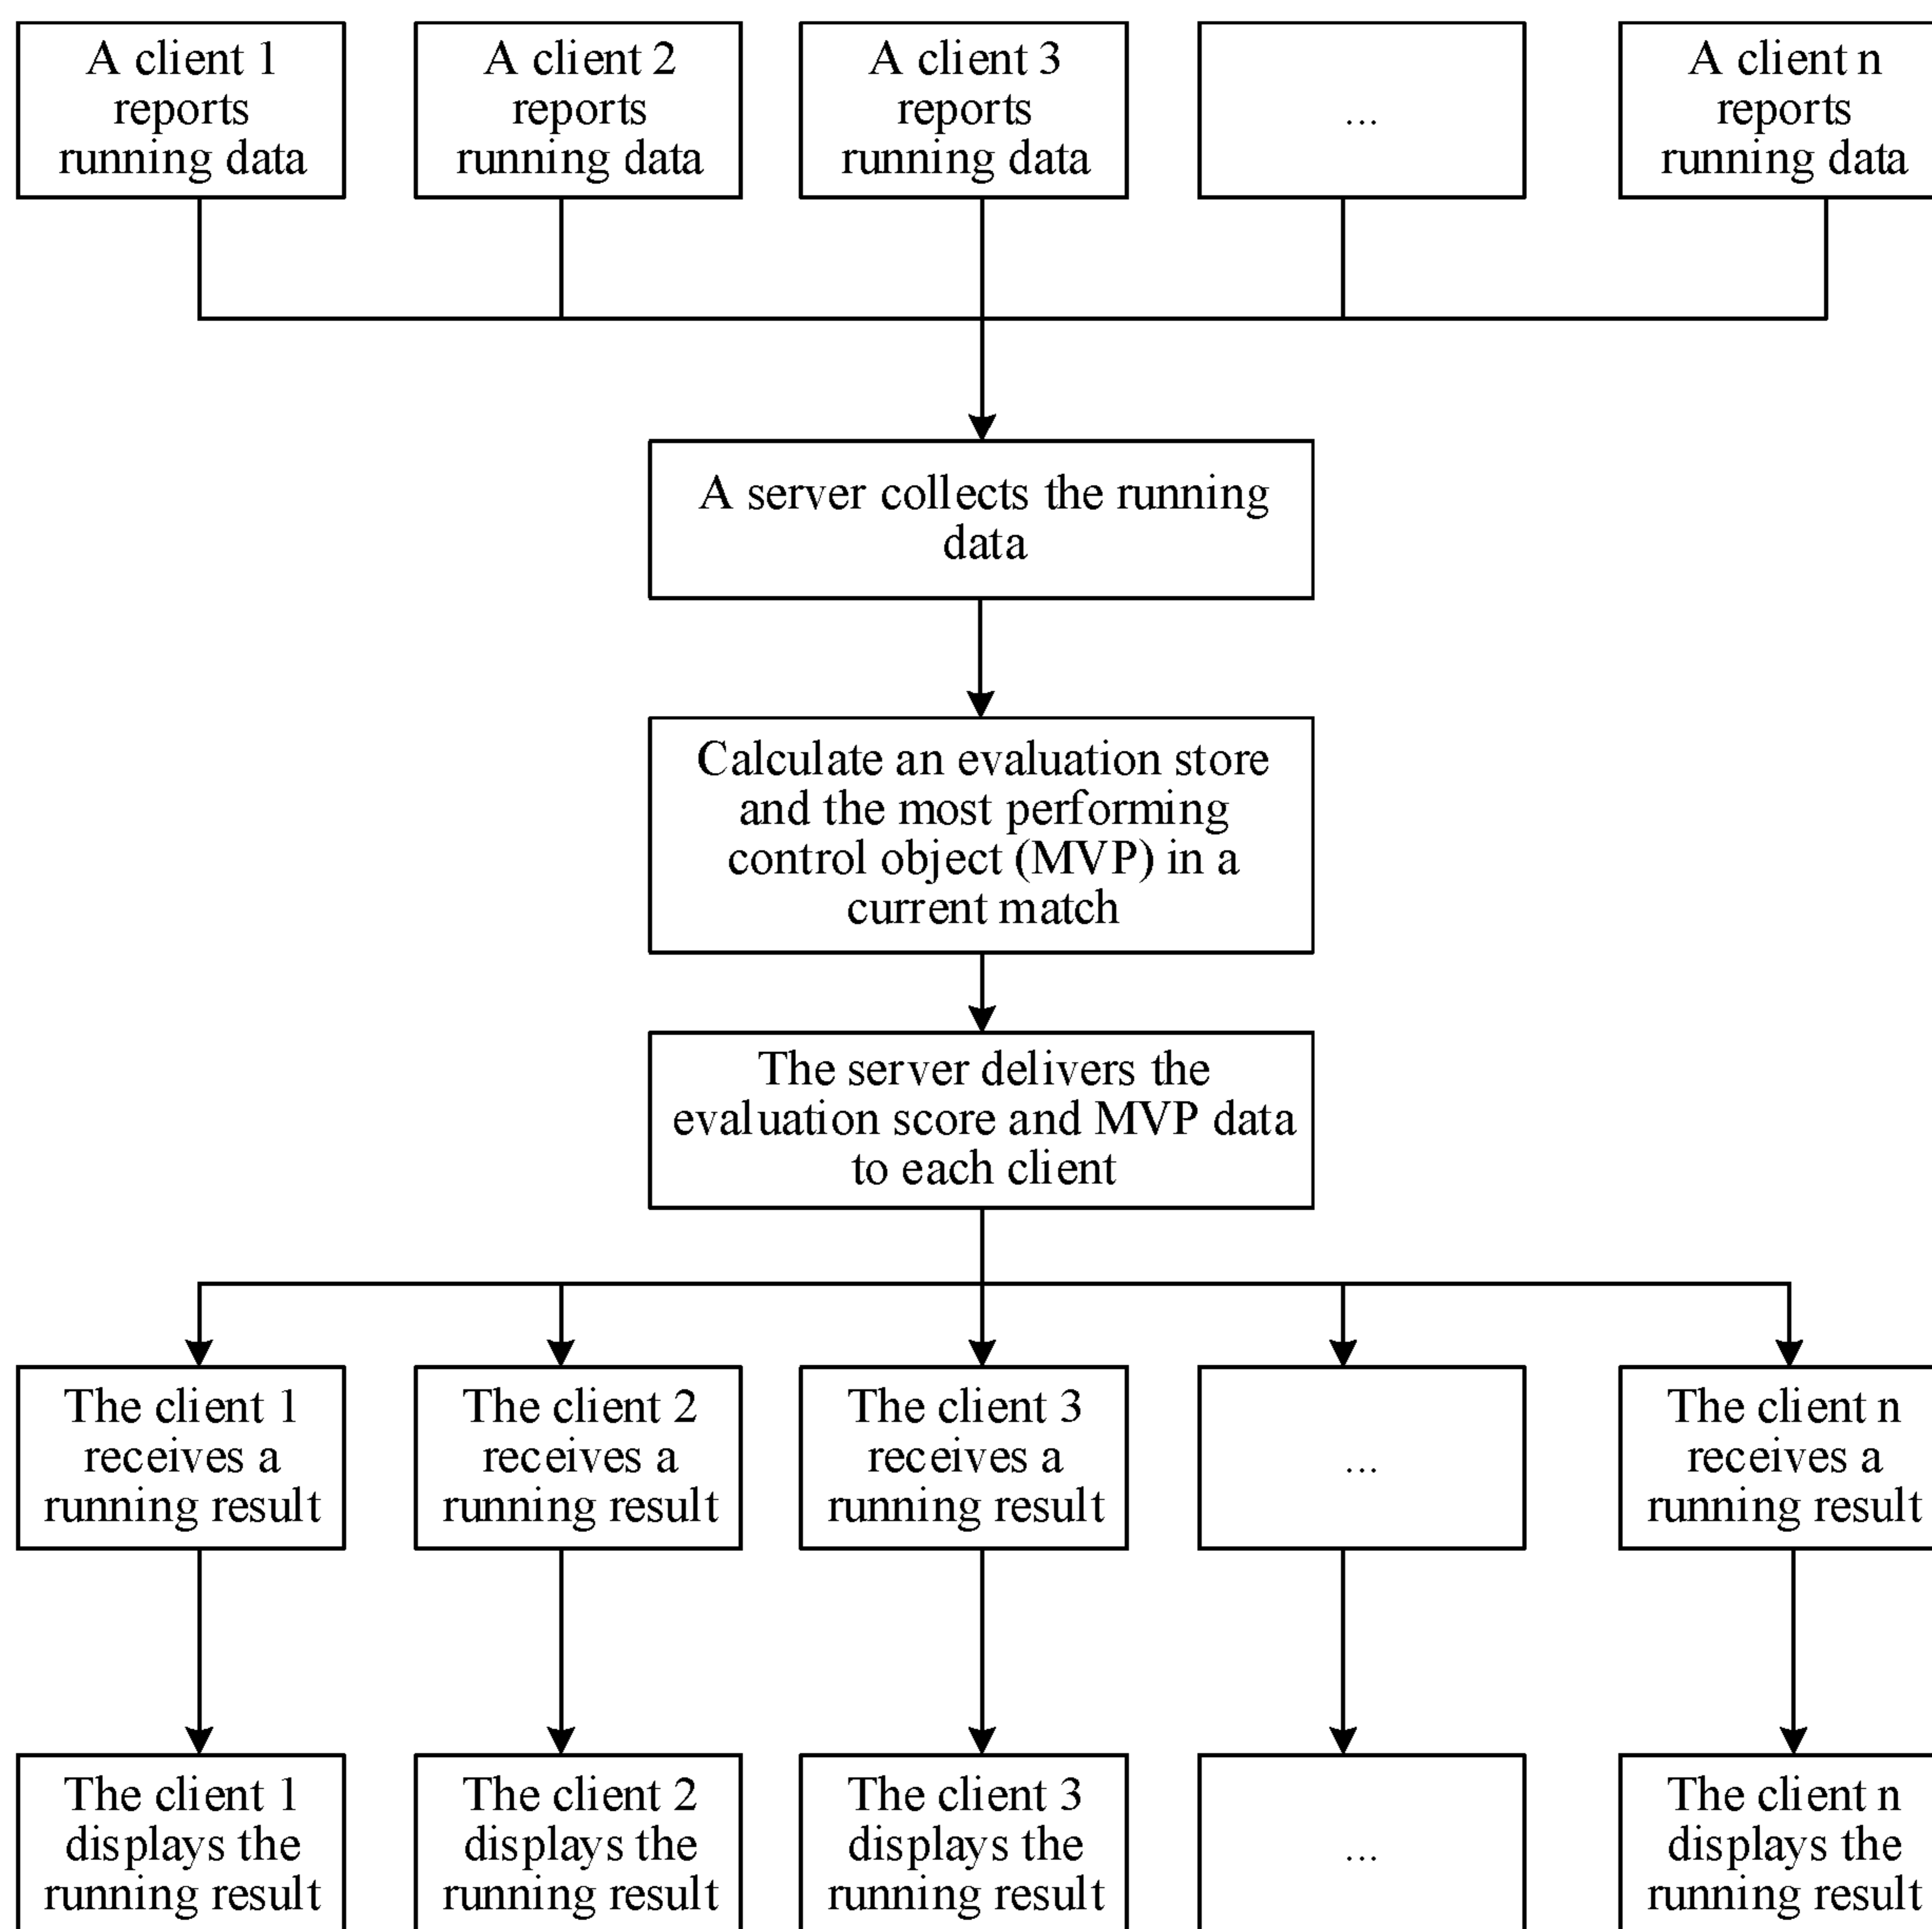 A client 1
reports
running data
A client 2
reports
running data
A client 3
reports
running data
...
A client n
reports
running data
A server collects the running
data
Calculate an evaluation store
and the most performing
control object (MVP) in a
current match
The server delivers the
evaluation score and MVP data
to each client
The client 1
receives a
running result
The client 2
receives a
running result
The client 3
receives a
running result
...
The client n
receives a
running result
The client 1
displays the
running result
The client 2
displays the
running result
The client 3
displays the
running result
...
The client n
displays the
running result